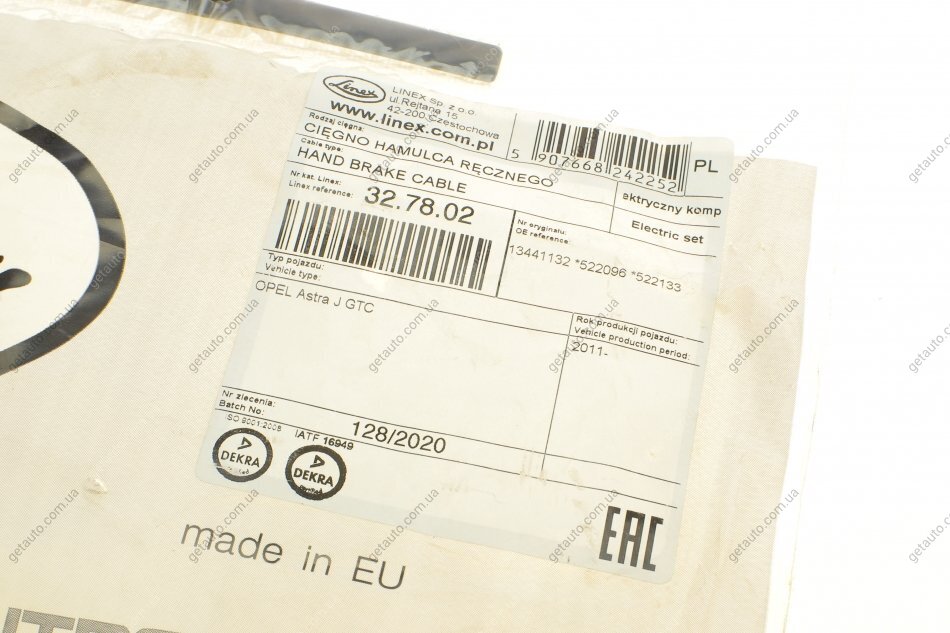 Linex
LINEX Sp. z o.o.
ul.Rejtana 15
42-200 Częstochowa
www.linex.com.pl
5 907668 242252
PL
Rodzaj cięgna:
CIĘGNO HAMULCA RĘCZNEGO
Cable type:
HAND BRAKE CABLE
ektryczny komp
Electric set
Nr kat. Linex:
Linex reference:
32.78.02
Nr oryginału:
OE reference:
13441132 *522096 *522133
Typ pojazdu:
Vehicle type:
OPEL Astra J GTC
Rok produkcji pojazdu:
Vehicle production period:
2011-
Nr zlecenia:
Batch No:
128/2020
ISO 9001:2008
IATF 16949
DEKRA
DEKRA
EAC
made in EU
getauto.com.ua